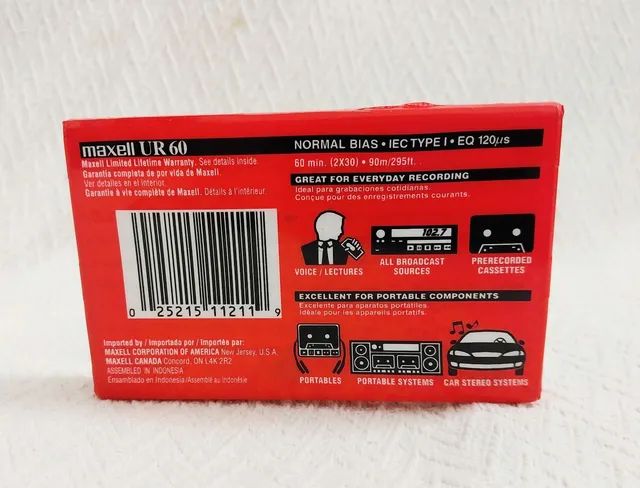 maxell UR 60
Maxell Limited Lifetime Warranty. See details inside.
Garantía completa de por vida de Maxell.
Ver detalles en el interior.
Garantie à vie complète de Maxell. Détails à l'intérieur.
0 25215 11211 9
Imported by / Importado por / Importés par:
MAXELL CORPORATION OF AMERICA New Jersey, U.S.A.
MAXELL CANADA Concord, ON L4K 2R2
ASSEMBLED IN INDONESIA
Ensamblado en Indonesia/Assemblé au Indonésie
NORMAL BIAS • IEC TYPE I • EQ 120µs
60 min. (2X30) • 90m/295ft.
GREAT FOR EVERYDAY RECORDING
Ideal para grabaciones cotidianas.
Conçue pour des enregistrements courants.
102.7
VOICE / LECTURES
ALL BROADCAST
SOURCES
PRERECORDED
CASSETTES
EXCELLENT FOR PORTABLE COMPONENTS
Excelente para aparatos portátiles.
Idéale pour les appareils portatifs.
PORTABLES
PORTABLE SYSTEMS
CAR STEREO SYSTEMS